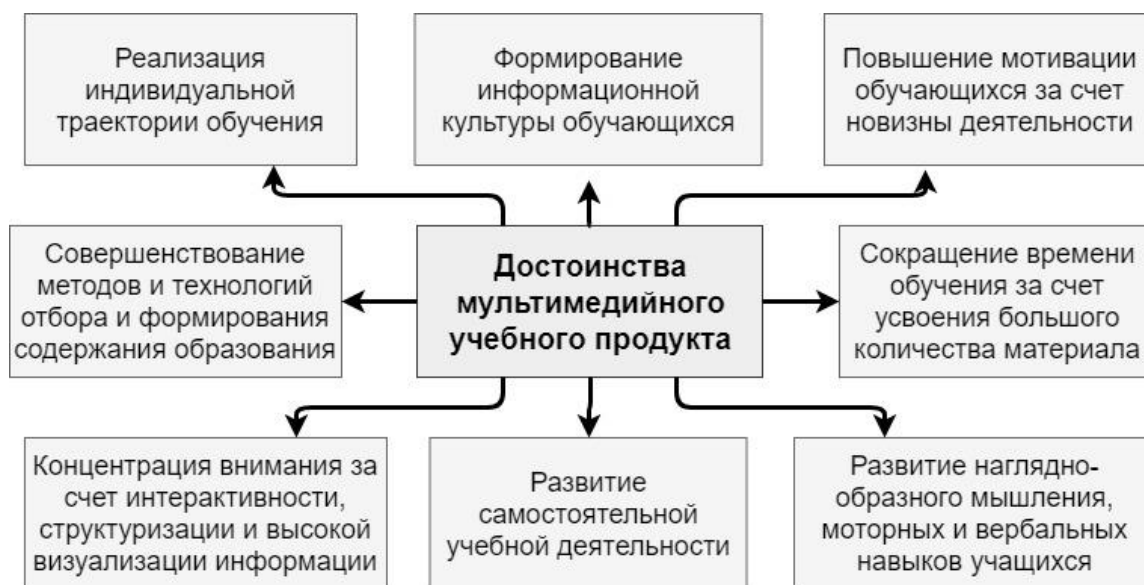 Реализация
индивидуальной
траектории обучения
Формирование
информационной
культуры обучающихся
Повышение мотивации
обучающихся за счет
новизны деятельности
Совершенствование
методов и технологий
отбора и формирования
содержания образования
Достоинства
мультимедийного
учебного продукта
Сокращение времени
обучения за счет
усвоения большого
количества материала
Концентрация внимания за
счет интерактивности,
структуризации и высокой
визуализации информации
Развитие
самостоятельной
учебной деятельности
Развитие наглядно-
образного мышления,
моторных и вербальных
навыков учащихся